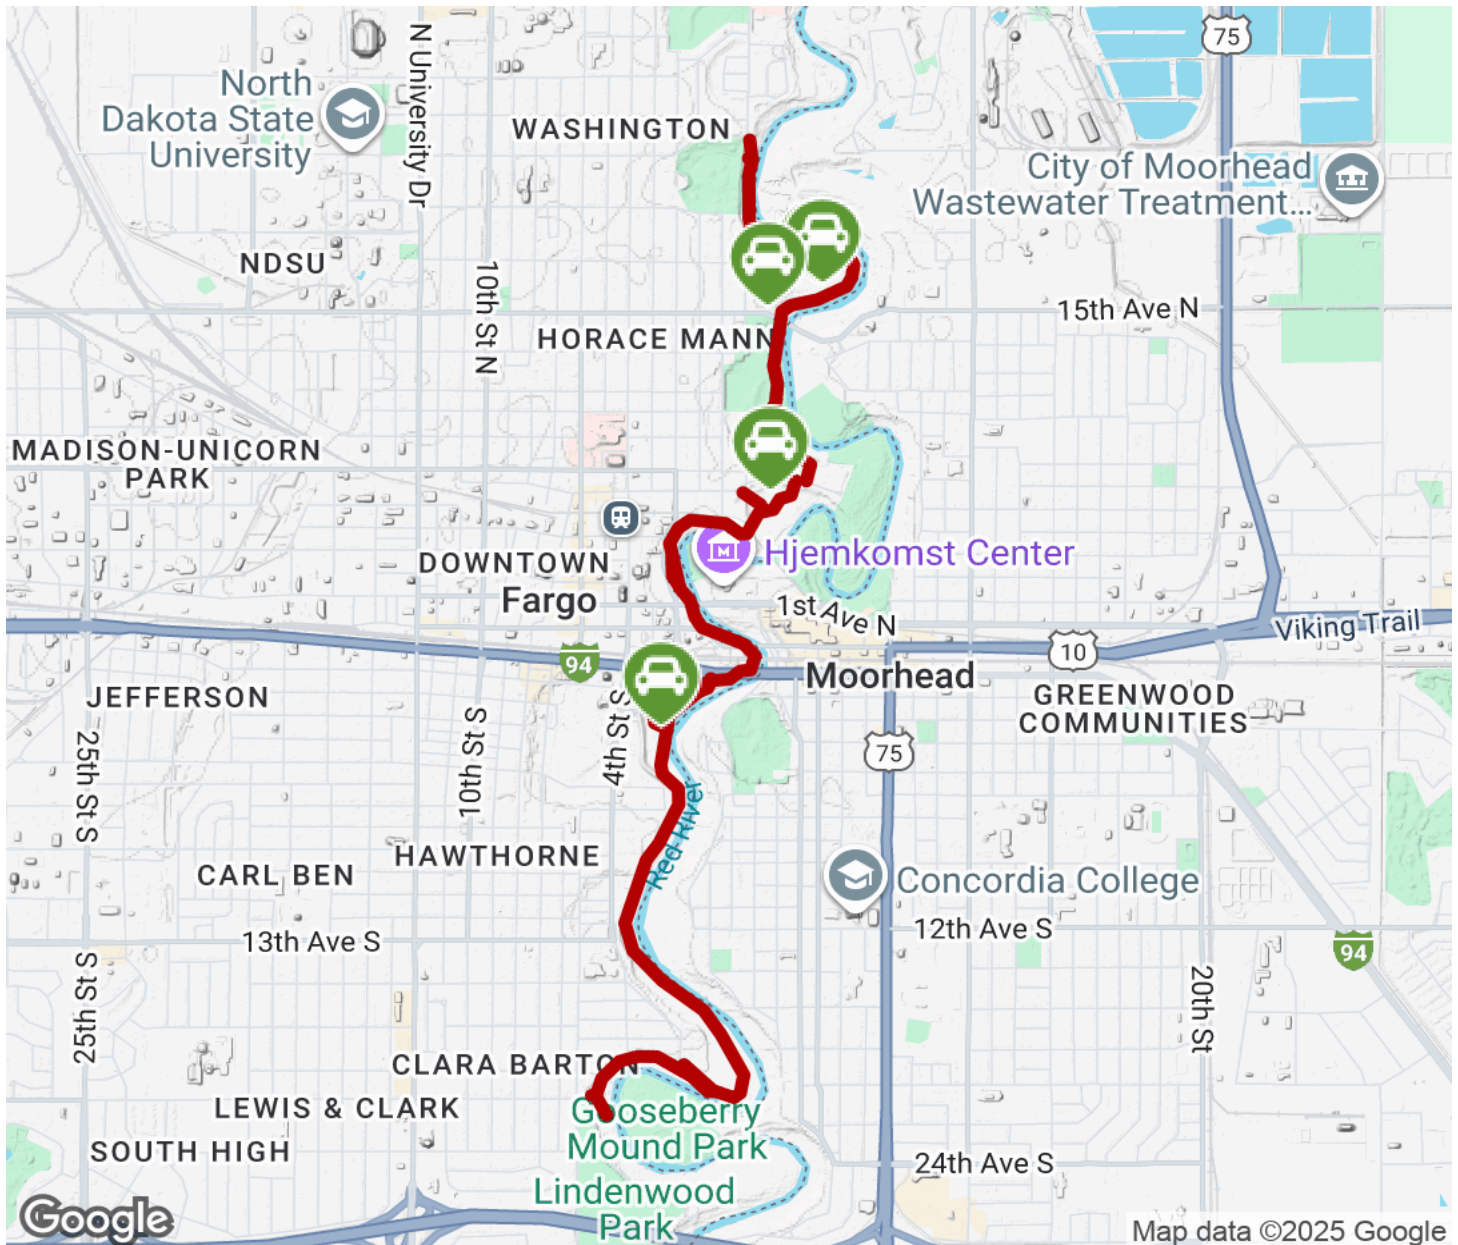 75
North
Dakota State
University
N University Dr
WASHINGTON
City of Moorhead
Wastewater Treatment...
NDSU
10th St N
15th Ave N
HORACE MANN
MADISON-UNICORN
PARK
DOWNTOWN
Fargo
Hjemkomst Center
1st Ave N
Viking Trail
94
10
Moorhead
JEFFERSON
GREENWOOD
COMMUNITIES
25th St S
10th St S
4th St S
75
Red River
HAWTHORNE
CARL BEN
Concordia College
13th Ave S
12th Ave S
94
25th St S
20th St
CLARA BARTON
LEWIS & CLARK
Gooseberry
Mound Park
SOUTH HIGH
24th Ave S
Lindenwood
Park
Google
Map data ©2025 Google